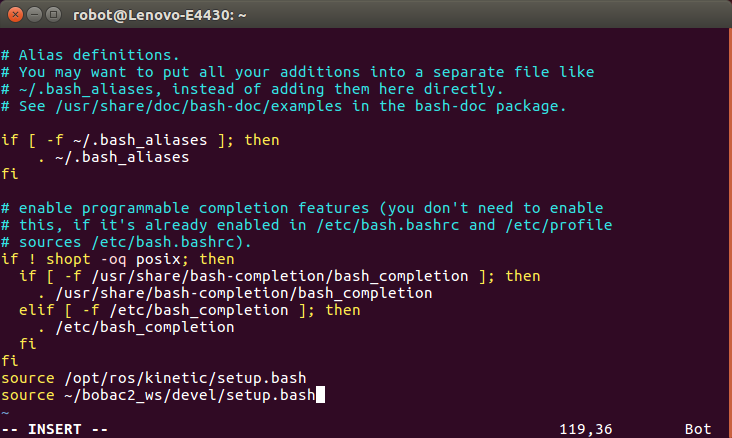 robot@Lenovo-E4430: ~
# Alias definitions.
# You may want to put all your additions into a separate file like
# ~/.bash_aliases, instead of adding them here directly.
# See /usr/share/doc/bash-doc/examples in the bash-doc package.
if [ -f ~/.bash_aliases ]; then
    . ~/.bash_aliases
fi
# enable programmable completion features (you don't need to enable
# this, if it's already enabled in /etc/bash.bashrc and /etc/profile
# sources /etc/bash.bashrc).
if ! shopt -oq posix; then
  if [ -f /usr/share/bash-completion/bash_completion ]; then
    . /usr/share/bash-completion/bash_completion
  elif [ -f /etc/bash_completion ]; then
    . /etc/bash_completion
  fi
fi
source /opt/ros/kinetic/setup.bash
source ~/bobac2_ws/devel/setup.bash
~
-- INSERT -- 119,36 Bot